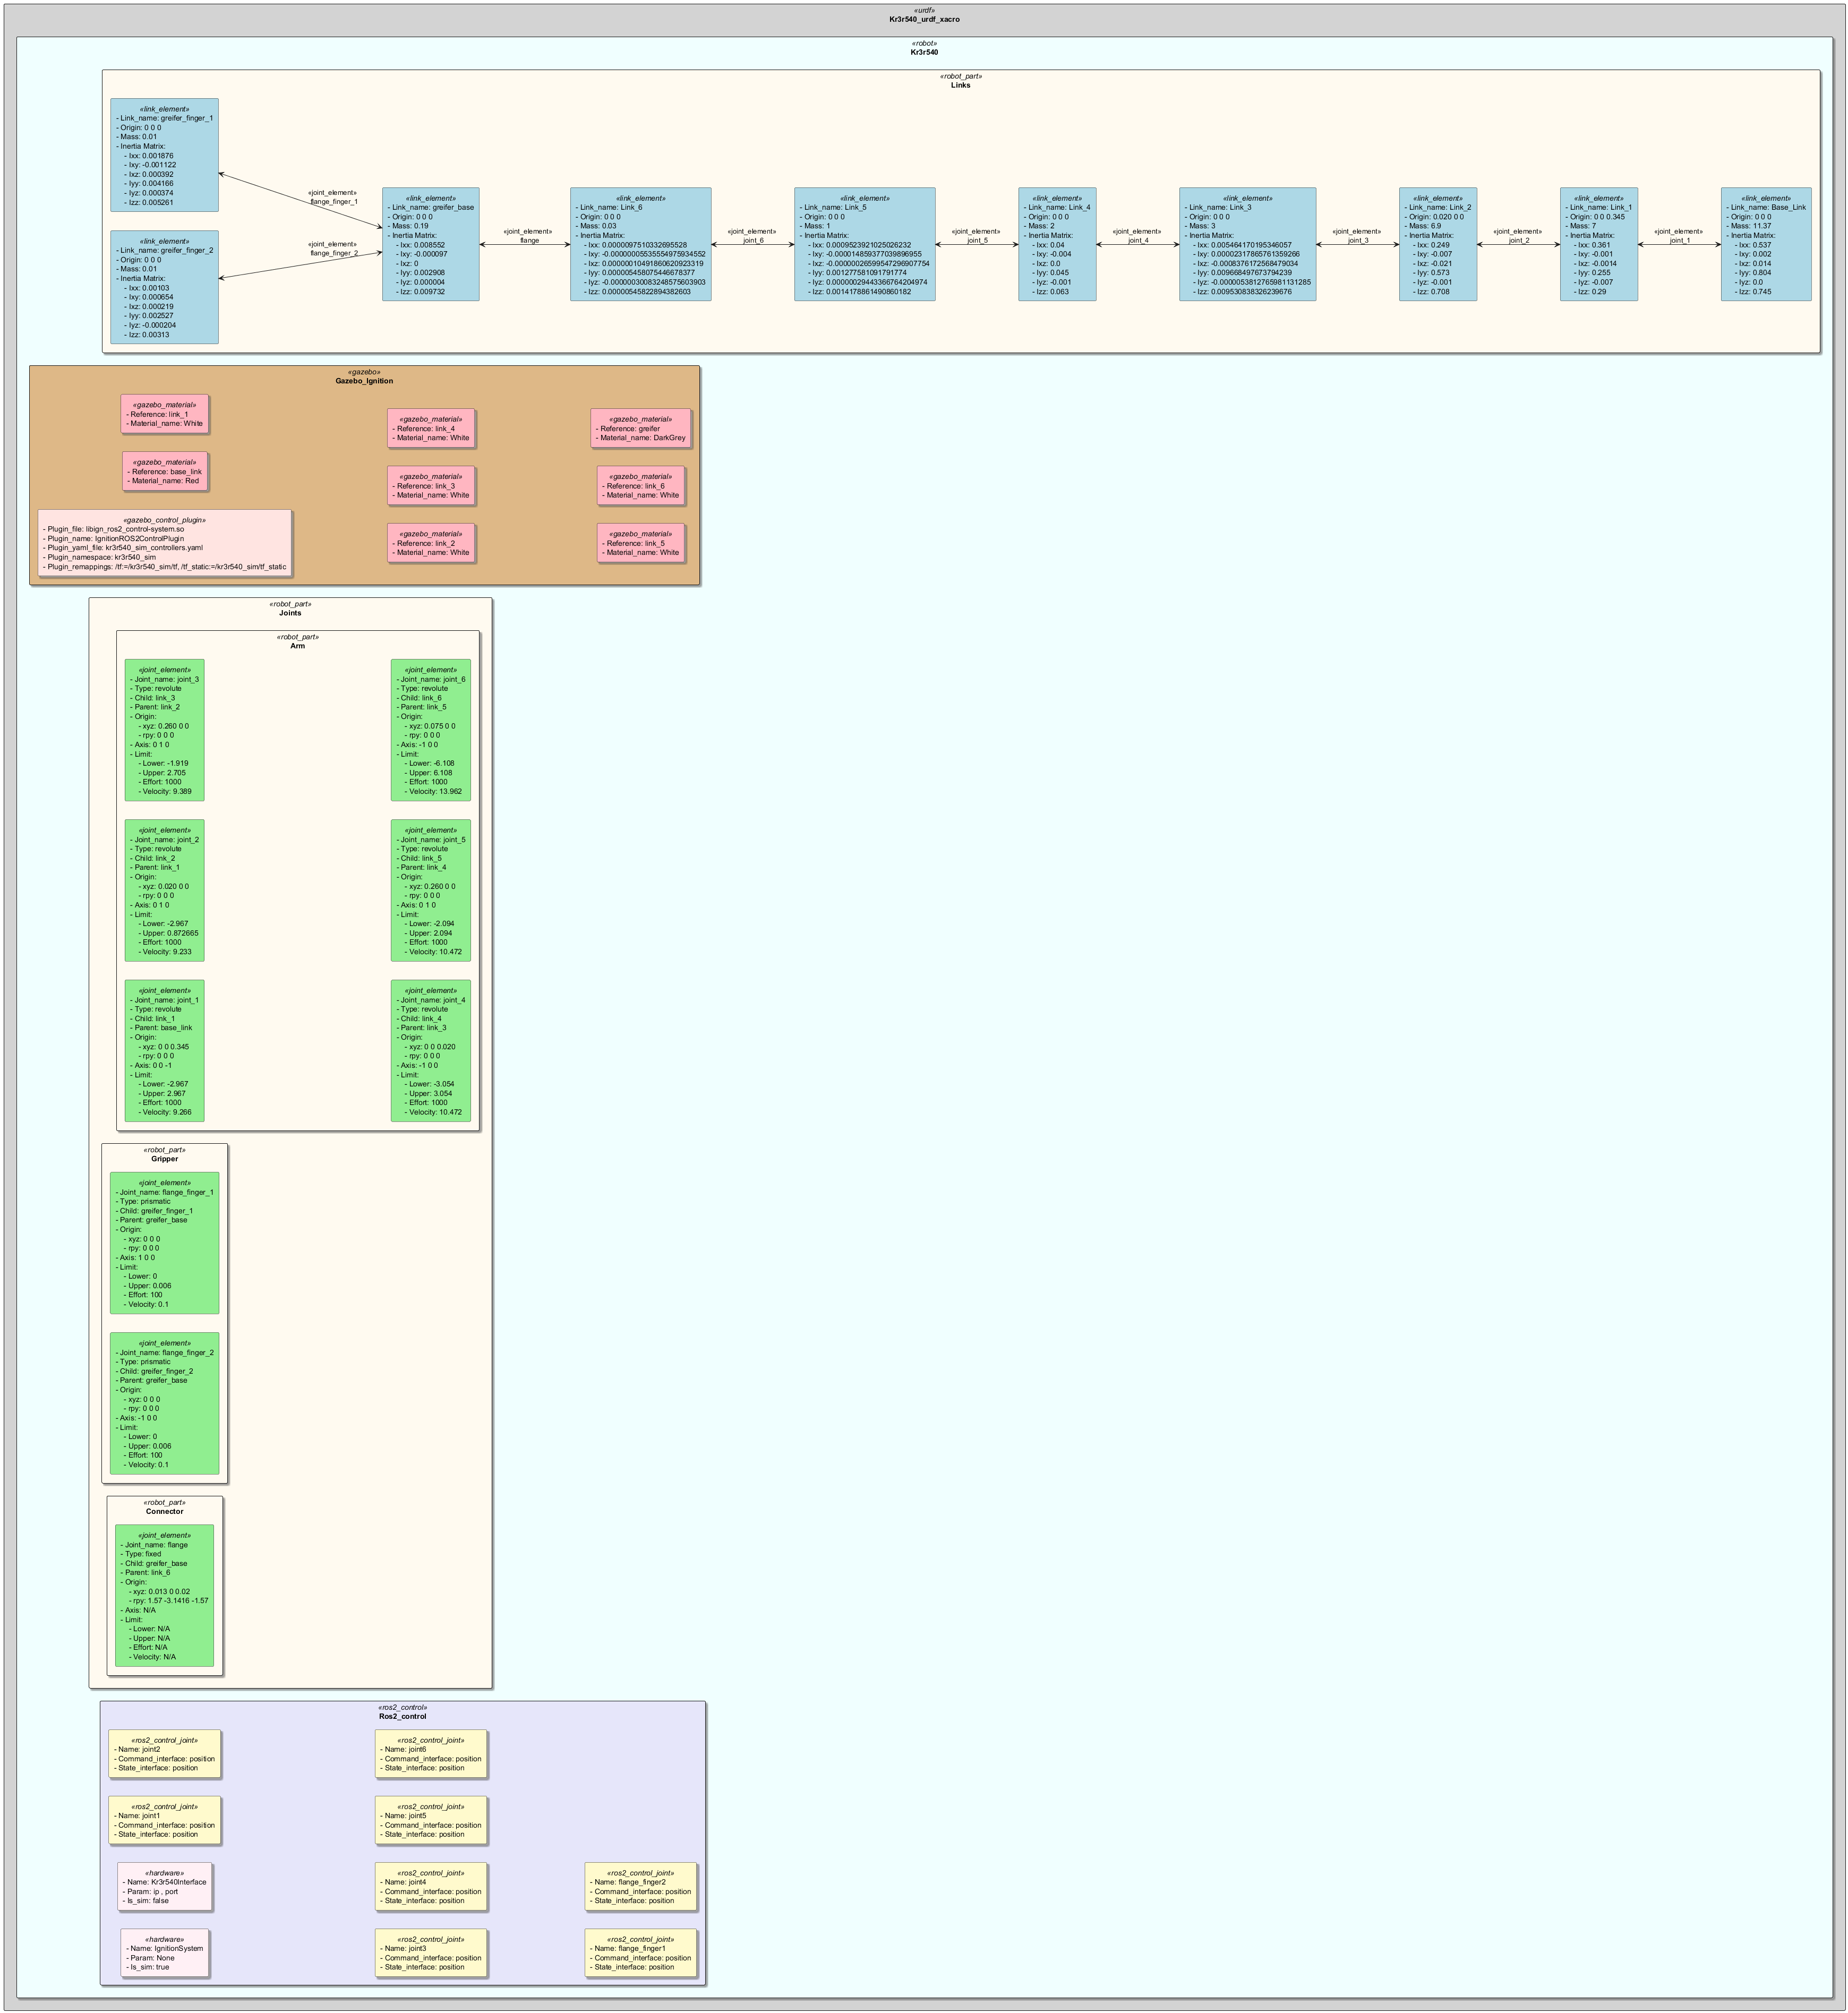 «urdf»
Kr3r540_urdf_xacro
«robot»
Kr3r540
«robot_part»
Links
«link_element»
- Link_name: greifer_finger_1
- Origin: 0 0 0
- Mass: 0.01
- Inertia Matrix:
- Ixx: 0.001876
- Ixy: -0.001122
- Ixz: 0.000392
- Iyy: 0.004166
- Iyz: 0.000374
- Izz: 0.005261
«link_element»
- Link_name: greifer_finger_2
- Origin: 0 0 0
- Mass: 0.01
- Inertia Matrix:
- Ixx: 0.00103
- Ixy: 0.000654
- Ixz: 0.000219
- Iyy: 0.002527
- Iyz: -0.000204
- Izz: 0.00313
«joint_element»
flange_finger_1
«joint_element»
flange_finger_2
«link_element»
- Link_name: greifer_base
- Origin: 0 0 0
- Mass: 0.19
- Inertia Matrix:
- Ixx: 0.008552
- Ixy: -0.000097
- Ixz: 0
- Iyy: 0.002908
- Iyz: 0.000004
- Izz: 0.009732
«joint_element»
flange
«link_element»
- Link_name: Link_6
- Origin: 0 0 0
- Mass: 0.03
- Inertia Matrix:
- Ixx: 0.0000097510332695528
- Ixy: -0.00000005535554975934552
- Ixz: 0.00000010491860620923319
- Iyy: 0.000005458075446678377
- Iyz: -0.00000030083248575603903
- Izz: 0.00000545822894382603
«joint_element»
joint_6
«link_element»
- Link_name: Link_5
- Origin: 0 0 0
- Mass: 1
- Inertia Matrix:
- Ixx: 0.0009523921025026232
- Ixy: -0.000014859377039896955
- Ixz: -0.00000026599547296907754
- Iyy: 0.001277581091791774
- Iyz: 0.00000029443366764204974
- Izz: 0.0014178861490860182
«joint_element»
joint_5
«link_element»
- Link_name: Link_4
- Origin: 0 0 0
- Mass: 2
- Inertia Matrix:
- Ixx: 0.04
- Ixy: -0.004
- Ixz: 0.0
- Iyy: 0.045
- Iyz: -0.001
- Izz: 0.063
«joint_element»
joint_4
«link_element»
- Link_name: Link_3
- Origin: 0 0 0
- Mass: 3
- Inertia Matrix:
- Ixx: 0.005464170195346057
- Ixy: 0.00002317865761359266
- Ixz: -0.0008376172568479034
- Iyy: 0.009668497673794239
- Iyz: -0.0000053812765981131285
- Izz: 0.009530838326239676
«joint_element»
joint_3
«link_element»
- Link_name: Link_2
- Origin: 0.020 0 0
- Mass: 6.9
- Inertia Matrix:
- Ixx: 0.249
- Ixy: -0.007
- Ixz: -0.021
- Iyy: 0.573
- Iyz: -0.001
- Izz: 0.708
«joint_element»
joint_2
«link_element»
- Link_name: Link_1
- Origin: 0 0 0.345
- Mass: 7
- Inertia Matrix:
- Ixx: 0.361
- Ixy: -0.001
- Ixz: -0.0014
- Iyy: 0.255
- Iyz: -0.007
- Izz: 0.29
«joint_element»
joint_1
«link_element»
- Link_name: Base_Link
- Origin: 0 0 0
- Mass: 11.37
- Inertia Matrix:
- Ixx: 0.537
- Ixy: 0.002
- Ixz: 0.014
- Iyy: 0.804
- Iyz: 0.0
- Izz: 0.745
«gazebo»
Gazebo_Ignition
«gazebo_material»
- Reference: link_1
- Material_name: White
«gazebo_material»
- Reference: base_link
- Material_name: Red
«gazebo_control_plugin»
- Plugin_file: libign_ros2_control-system.so
- Plugin_name: IgnitionROS2ControlPlugin
- Plugin_yaml_file: kr3r540_sim_controllers.yaml
- Plugin_namespace: kr3r540_sim
- Plugin_remappings: /tf:=/kr3r540_sim/tf, /tf_static:=/kr3r540_sim/tf_static
«gazebo_material»
- Reference: link_4
- Material_name: White
«gazebo_material»
- Reference: link_3
- Material_name: White
«gazebo_material»
- Reference: link_2
- Material_name: White
«gazebo_material»
- Reference: greifer
- Material_name: DarkGrey
«gazebo_material»
- Reference: link_6
- Material_name: White
«gazebo_material»
- Reference: link_5
- Material_name: White
«robot_part»
Joints
«robot_part»
Arm
«joint_element»
- Joint_name: joint_3
- Type: revolute
- Child: link_3
- Parent: link_2
- Origin:
- xyz: 0.260 0 0
- rpy: 0 0 0
- Axis: 0 1 0
- Limit:
- Lower: -1.919
- Upper: 2.705
- Effort: 1000
- Velocity: 9.389
«joint_element»
- Joint_name: joint_6
- Type: revolute
- Child: link_6
- Parent: link_5
- Origin:
- xyz: 0.075 0 0
- rpy: 0 0 0
- Axis: -1 0 0
- Limit:
- Lower: -6.108
- Upper: 6.108
- Effort: 1000
- Velocity: 13.962
«joint_element»
- Joint_name: joint_2
- Type: revolute
- Child: link_2
- Parent: link_1
- Origin:
- xyz: 0.020 0 0
- rpy: 0 0 0
- Axis: 0 1 0
- Limit:
- Lower: -2.967
- Upper: 0.872665
- Effort: 1000
- Velocity: 9.233
«joint_element»
- Joint_name: joint_5
- Type: revolute
- Child: link_5
- Parent: link_4
- Origin:
- xyz: 0.260 0 0
- rpy: 0 0 0
- Axis: 0 1 0
- Limit:
- Lower: -2.094
- Upper: 2.094
- Effort: 1000
- Velocity: 10.472
«joint_element»
- Joint_name: joint_1
- Type: revolute
- Child: link_1
- Parent: base_link
- Origin:
- xyz: 0 0 0.345
- rpy: 0 0 0
- Axis: 0 0 -1
- Limit:
- Lower: -2.967
- Upper: 2.967
- Effort: 1000
- Velocity: 9.266
«joint_element»
- Joint_name: joint_4
- Type: revolute
- Child: link_4
- Parent: link_3
- Origin:
- xyz: 0 0 0.020
- rpy: 0 0 0
- Axis: -1 0 0
- Limit:
- Lower: -3.054
- Upper: 3.054
- Effort: 1000
- Velocity: 10.472
«robot_part»
Gripper
«joint_element»
- Joint_name: flange_finger_1
- Type: prismatic
- Child: greifer_finger_1
- Parent: greifer_base
- Origin:
- xyz: 0 0 0
- rpy: 0 0 0
- Axis: 1 0 0
- Limit:
- Lower: 0
- Upper: 0.006
- Effort: 100
- Velocity: 0.1
«joint_element»
- Joint_name: flange_finger_2
- Type: prismatic
- Child: greifer_finger_2
- Parent: greifer_base
- Origin:
- xyz: 0 0 0
- rpy: 0 0 0
- Axis: -1 0 0
- Limit:
- Lower: 0
- Upper: 0.006
- Effort: 100
- Velocity: 0.1
«robot_part»
Connector
«joint_element»
- Joint_name: flange
- Type: fixed
- Child: greifer_base
- Parent: link_6
- Origin:
- xyz: 0.013 0 0.02
- rpy: 1.57 -3.1416 -1.57
- Axis: N/A
- Limit:
- Lower: N/A
- Upper: N/A
- Effort: N/A
- Velocity: N/A
«ros2_control»
Ros2_control
«ros2_control_joint»
- Name: joint2
- Command_interface: position
- State_interface: position
«ros2_control_joint»
- Name: joint6
- Command_interface: position
- State_interface: position
«ros2_control_joint»
- Name: joint1
- Command_interface: position
- State_interface: position
«ros2_control_joint»
- Name: joint5
- Command_interface: position
- State_interface: position
«hardware»
- Name: Kr3r540Interface
- Param: ip , port
- Is_sim: false
«ros2_control_joint»
- Name: joint4
- Command_interface: position
- State_interface: position
«ros2_control_joint»
- Name: flange_finger2
- Command_interface: position
- State_interface: position
«hardware»
- Name: IgnitionSystem
- Param: None
- Is_sim: true
«ros2_control_joint»
- Name: joint3
- Command_interface: position
- State_interface: position
«ros2_control_joint»
- Name: flange_finger1
- Command_interface: position
- State_interface: position